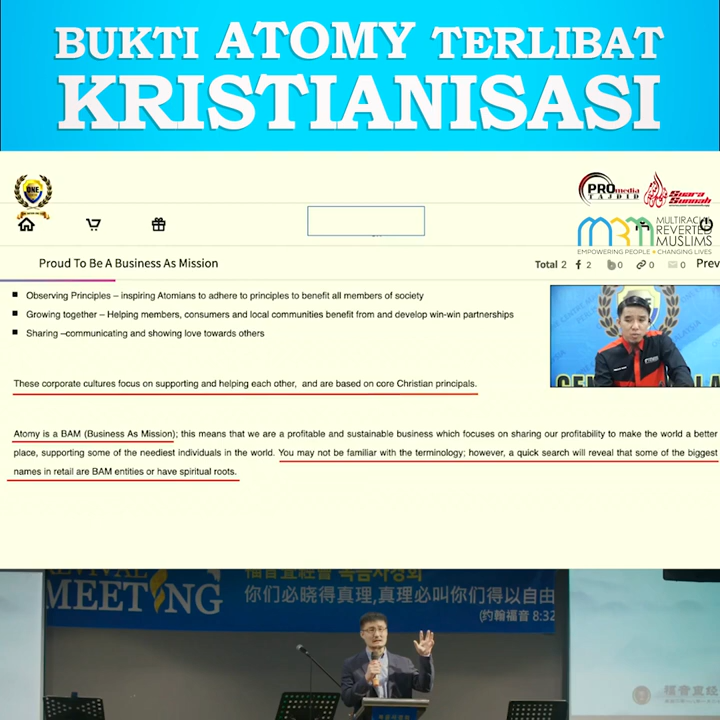 BUKTI ATOMY TERLIBAT
KRISTIANISASI
ONE
PROmedia
TAJDID
Suara
Sunnah
MULTIRACIAL
REVERTED
MUSLIMS
EMPOWERING PEOPLE CHANGING LIVES
Proud To Be A Business As Mission
Total 2 2 0 0 0 Prev
Observing Principles – inspiring Atomians to adhere to principles to benefit all members of society
Growing together – Helping members, consumers and local communities benefit from and develop win-win partnerships
Sharing –communicating and showing love towards others
These corporate cultures focus on supporting and helping each other, and are based on core Christian principals.
Atomy is a BAM (Business As Mission); this means that we are a profitable and sustainable business which focuses on sharing our profitability to make the world a better
place, supporting some of the neediest individuals in the world. You may not be familiar with the terminology; however, a quick search will reveal that some of the biggest
names in retail are BAM entities or have spiritual roots.
REVIVAL
MEETING
你们必晓得真理,真理必叫你们得以自由
(约翰福音 8:32